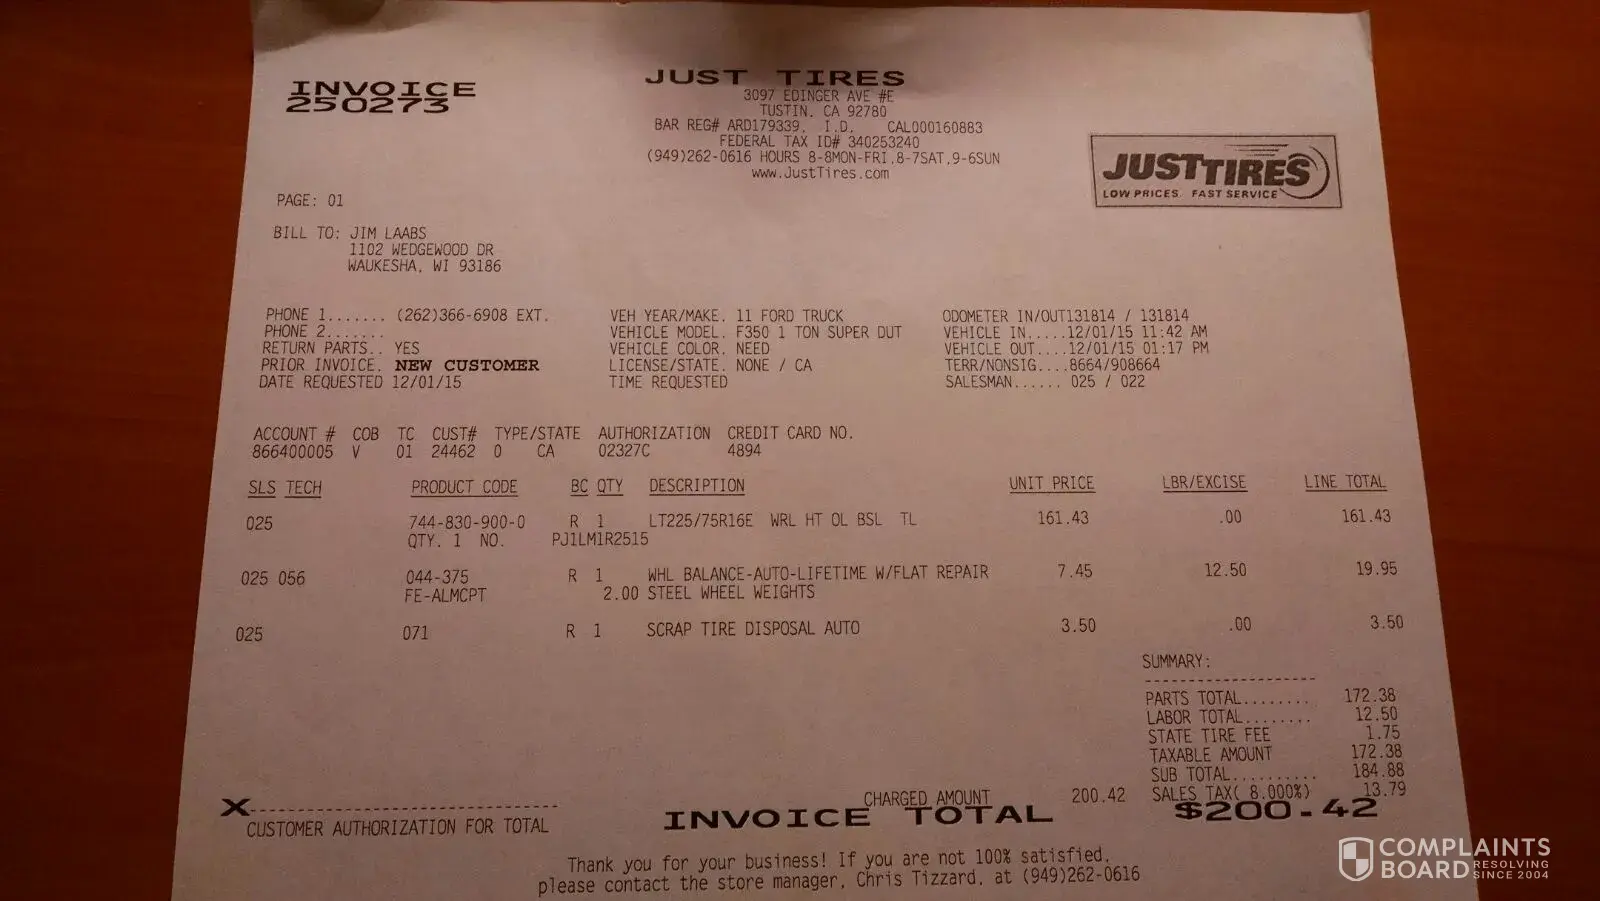 INVOICE
250273
JUST TIRES
3097 EDINGER AVE #E
TUSTIN, CA 92780
BAR REG# ARD179339, I.D. CAL000160883
FEDERAL TAX ID# 340253240
(949)262-0616 HOURS 8-8MON-FRI,8-7SAT,9-6SUN
www.JustTires.com
JUSTTIRES
LOW PRICES. FAST SERVICE
PAGE: 01
BILL TO: JIM LAABS
1102 WEDGEWOOD DR
WAUKESHA, WI 93186
PHONE 1....... (262)366-6908 EXT. VEH YEAR/MAKE. 11 FORD TRUCK ODOMETER IN/OUT131814 / 131814
PHONE 2....... VEHICLE MODEL. F350 1 TON SUPER DUT VEHICLE IN....12/01/15 11:42 AM
RETURN PARTS.. YES VEHICLE COLOR. NEED VEHICLE OUT....12/01/15 01:17 PM
PRIOR INVOICE. NEW CUSTOMER LICENSE/STATE. NONE / CA TERR/NONSIG....8664/908664
DATE REQUESTED 12/01/15 TIME REQUESTED SALESMAN...... 025 / 022
ACCOUNT # COB TC CUST# TYPE/STATE AUTHORIZATION CREDIT CARD NO.
866400005 V 01 24462 0 CA 02327C 4894
SLS TECH PRODUCT CODE BC QTY DESCRIPTION UNIT PRICE LBR/EXCISE LINE TOTAL
025 744-830-900-0 R 1 LT225/75R16E WRL HT OL BSL TL 161.43 .00 161.43
QTY. 1 NO. PJ1LM1R2515
025 056 044-375 R 1 WHL BALANCE-AUTO-LIFETIME W/FLAT REPAIR 7.45 12.50 19.95
FE-ALMCPT 2.00 STEEL WHEEL WEIGHTS
025 071 R 1 SCRAP TIRE DISPOSAL AUTO 3.50 .00 3.50
SUMMARY:
PARTS TOTAL........ 172.38
LABOR TOTAL........ 12.50
STATE TIRE FEE 1.75
TAXABLE AMOUNT 172.38
SUB TOTAL.......... 184.88
CHARGED AMOUNT 200.42 SALES TAX( 8.000%) 13.79
X
INVOICE TOTAL $200.42
CUSTOMER AUTHORIZATION FOR TOTAL
Thank you for your business! If you are not 100% satisfied,
please contact the store manager, Chris Tizzard, at (949)262-0616
COMPLAINTS
BOARD RESOLVING SINCE 2004